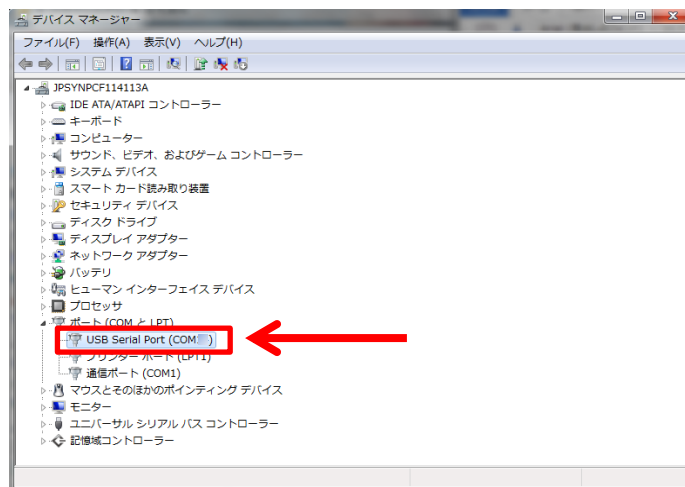 デバイス マネージャー
ファイル(F) 操作(A) 表示(V) ヘルプ(H)
JPSYNPCF114113A
IDE ATA/ATAPI コントローラー
キーボード
コンピューター
サウンド、ビデオ、およびゲーム コントローラー
システム デバイス
スマート カード読み取り装置
セキュリティ デバイス
ディスク ドライブ
ディスプレイ アダプター
ネットワーク アダプター
バッテリ
ヒューマン インターフェイス デバイス
プロセッサ
ポート (COM と LPT)
USB Serial Port (COM )
プリンター ポート (LPT1)
通信ポート (COM1)
マウスとそのほかのポインティング デバイス
モニター
ユニバーサル シリアル バス コントローラー
記憶域コントローラー